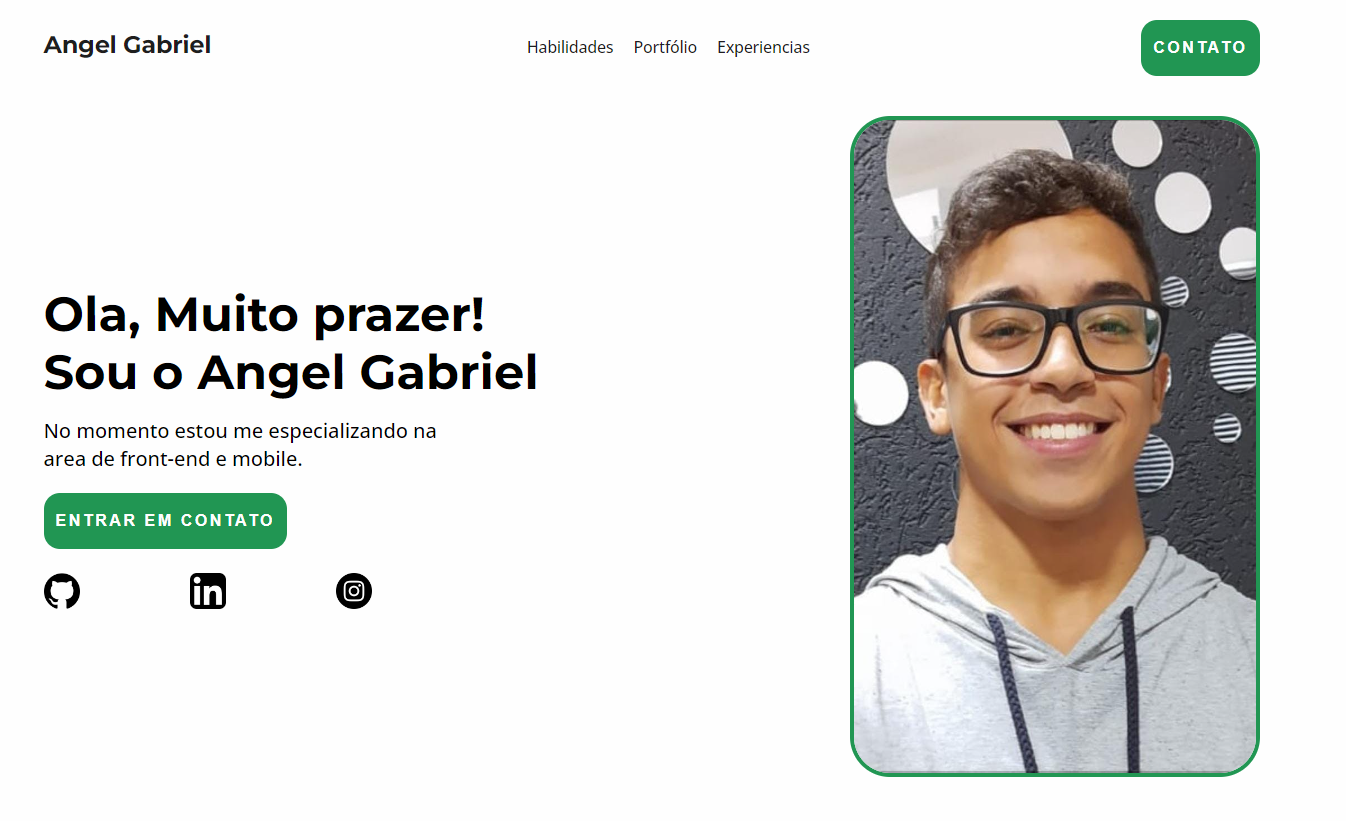 Angel Gabriel
Habilidades Portfólio Experiencias
CONTATO
Ola, Muito prazer!
Sou o Angel Gabriel
No momento estou me especializando na
area de front-end e mobile.
ENTRAR EM CONTATO
in